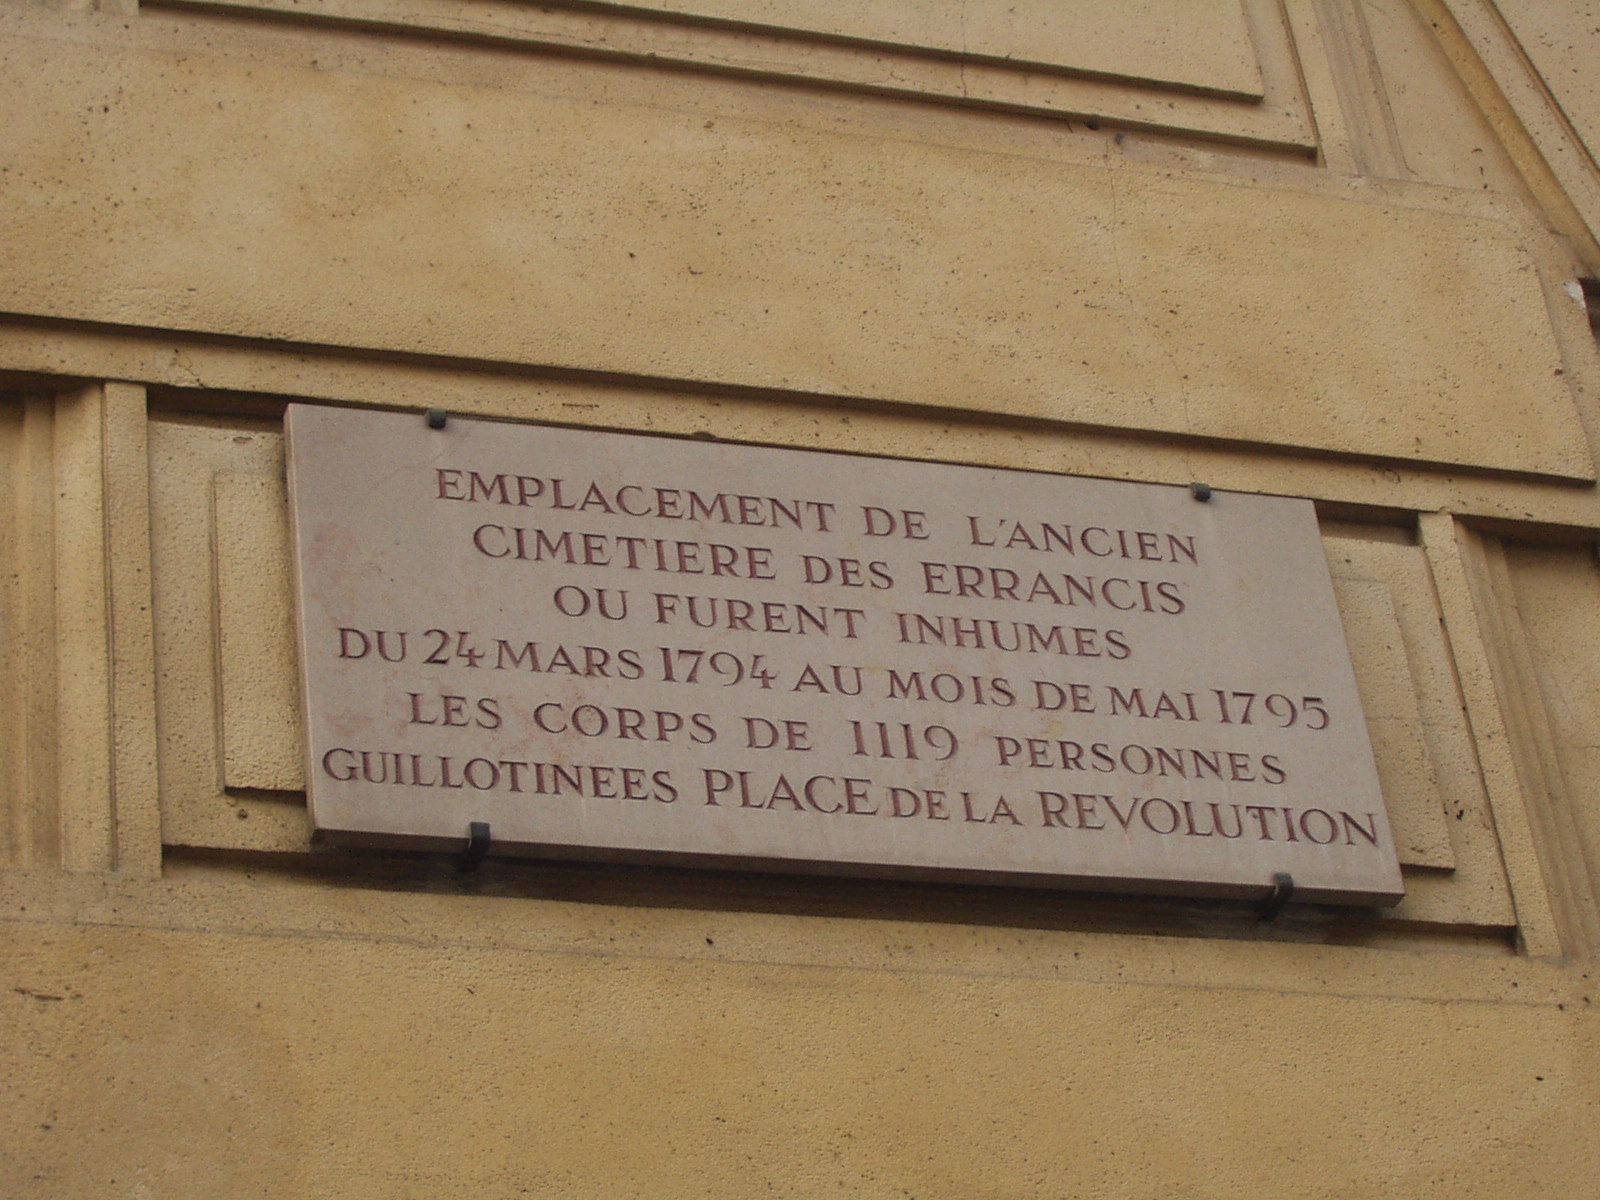 EMPLACEMENT DE L'ANCIEN
CIMETIERE DES ERRANCIS
OU FURENT INHUMES
DU 24 MARS 1794 AU MOIS DE MAI 1795
LES CORPS DE 1119 PERSONNES
GUILLOTINEES PLACE DE LA REVOLUTION